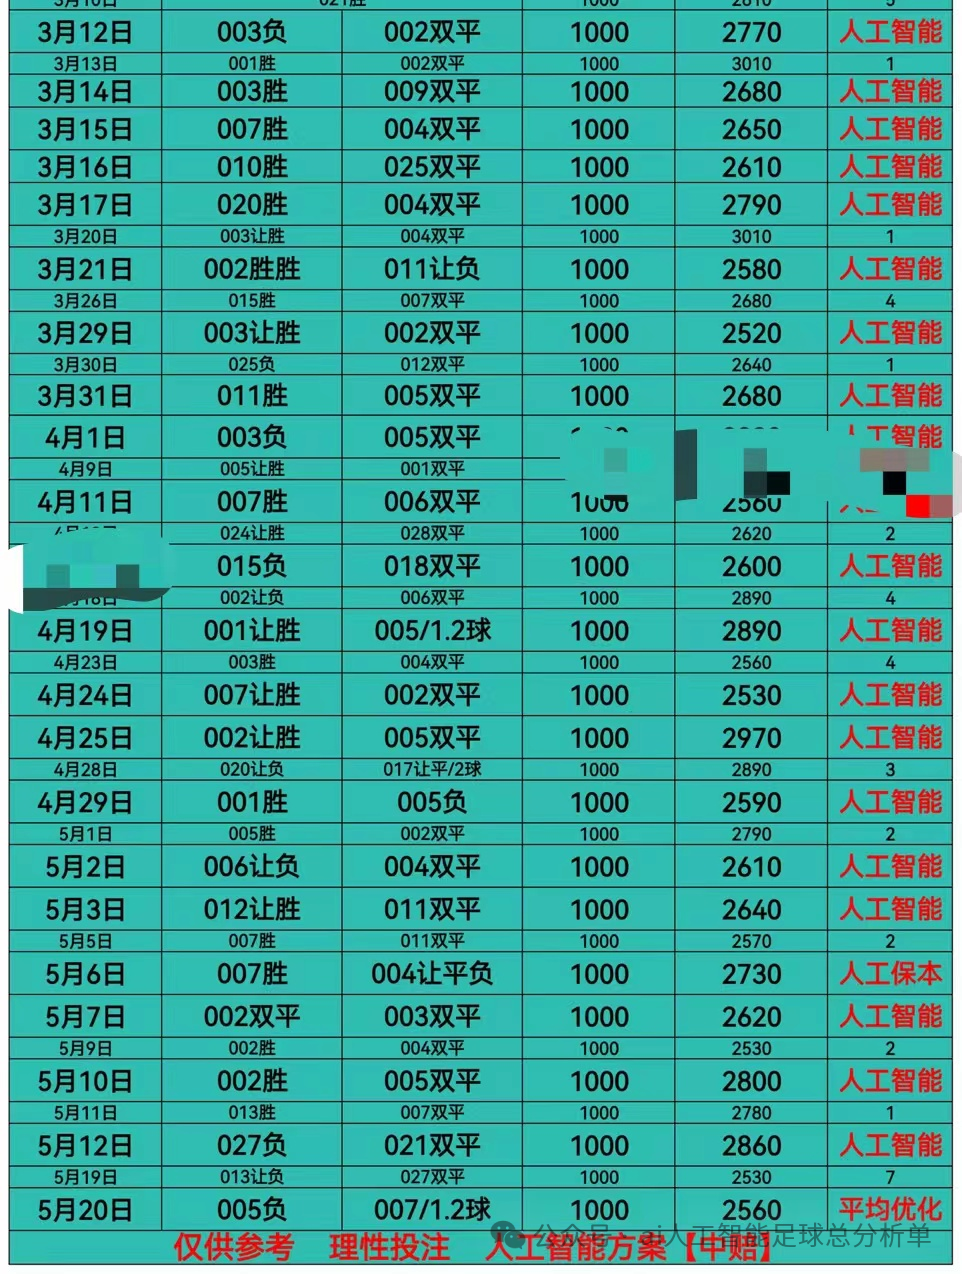 021胜 1000 2810 5
3月12日 003负 002双平 1000 2770 人工智能
3月13日 001胜 002双平 1000 3010 1
3月14日 003胜 009双平 1000 2680 人工智能
3月15日 007胜 004双平 1000 2650 人工智能
3月16日 010胜 025双平 1000 2610 人工智能
3月17日 020胜 004双平 1000 2790 人工智能
3月20日 003让胜 004双平 1000 3010 1
3月21日 002胜胜 011让负 1000 2580 人工智能
3月26日 015胜 007双平 1000 2680 4
3月29日 003让胜 002双平 1000 2520 人工智能
3月30日 025负 012双平 1000 2640 1
3月31日 011胜 005双平 1000 2680 人工智能
4月1日 003负 005双平 人工智能
4月9日 005让胜 001双平
4月11日 007胜 006双平 1000 2560
024让胜 028双平 1000 2620 2
015负 018双平 1000 2600 人工智能
002让负 006双平 1000 2890 4
4月19日 001让胜 005/1.2球 1000 2890 人工智能
4月23日 003胜 004双平 1000 2560 4
4月24日 007让胜 002双平 1000 2530 人工智能
4月25日 002让胜 005双平 1000 2970 人工智能
4月28日 020让负 017让平/2球 1000 2890 3
4月29日 001胜 005负 1000 2590 人工智能
5月1日 005胜 002双平 1000 2790 2
5月2日 006让负 004双平 1000 2610 人工智能
5月3日 012让胜 011双平 1000 2640 人工智能
5月5日 007胜 011双平 1000 2570 2
5月6日 007胜 004让平负 1000 2730 人工保本
5月7日 002双平 003双平 1000 2620 人工智能
5月9日 002胜 004双平 1000 2530 2
5月10日 002胜 005双平 1000 2800 人工智能
5月11日 013胜 007双平 1000 2780 1
5月12日 027负 021双平 1000 2860 人工智能
5月19日 013让负 027双平 1000 2530 7
5月20日 005负 007/1.2球 1000 2560 平均优化
公众号 · ai人工智能足球总分析单
仅供参考 理性投注 人工智能方案【中赔】